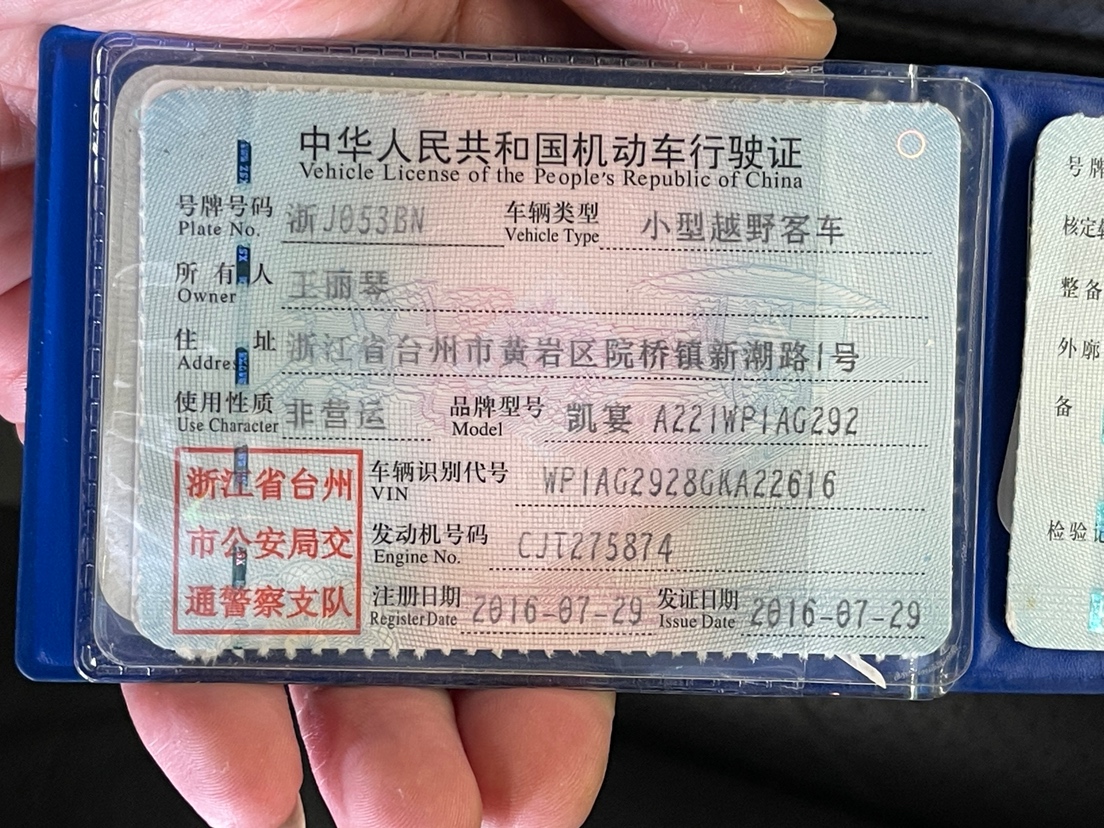 中华人民共和国机动车行驶证
Vehicle License of the People's Republic of China
号牌号码 浙J053BN 车辆类型 小型越野客车
Plate No. Vehicle Type
所有人 王丽琴
Owner
住址 浙江省台州市黄岩区院桥镇新潮路1号
Address
使用性质 非营运 品牌型号 凯宴 A221WP1AG292
Use Character Model
浙江省台州
市公安局交
通警察支队
车辆识别代号 WP1AG2928GKA22616
VIN
发动机号码 CJT275874
Engine No.
注册日期 2016-07-29 发证日期 2016-07-29
Register Date Issue Date
号牌
核定
整备
外廓
备
检验记